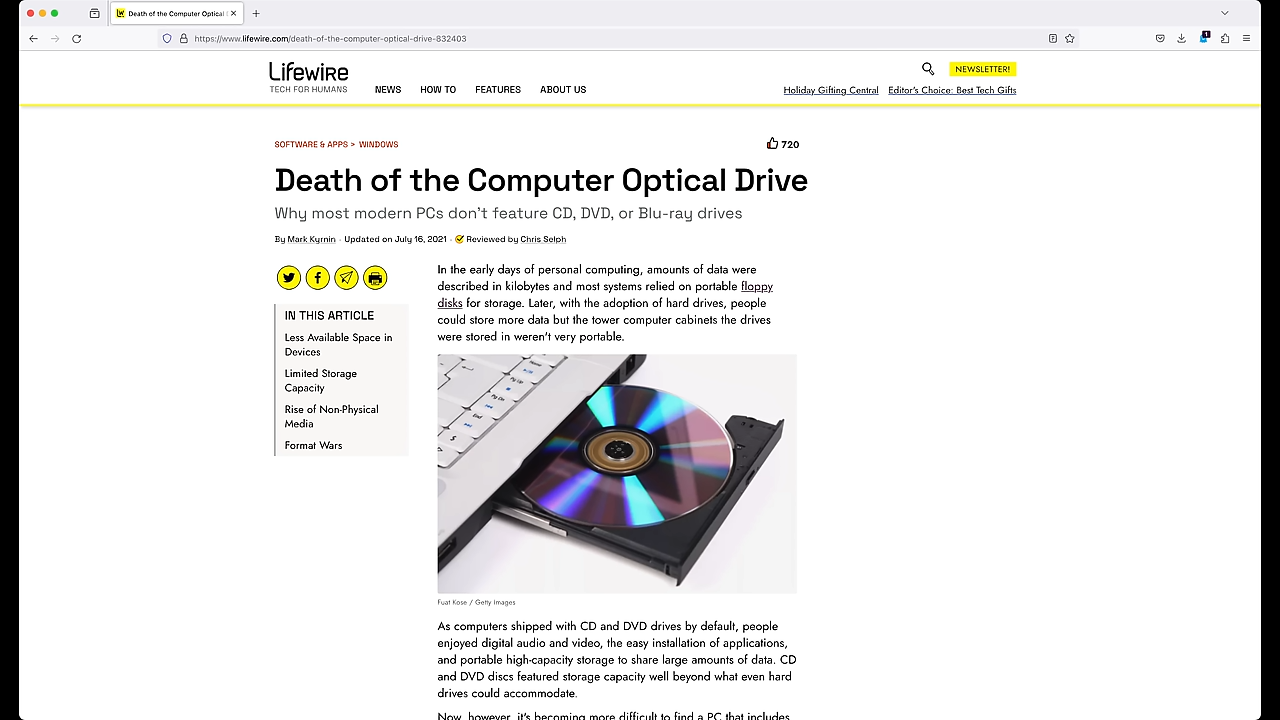 Death of the Computer Optical
https://www.lifewire.com/death-of-the-computer-optical-drive-832403
1
Lifewire
TECH FOR HUMANS
NEWS HOW TO FEATURES ABOUT US
NEWSLETTER!
Holiday Gifting Central Editor's Choice: Best Tech Gifts
SOFTWARE & APPS > WINDOWS
720
Death of the Computer Optical Drive
Why most modern PCs don't feature CD, DVD, or Blu-ray drives
By Mark Kyrnin · Updated on July 16, 2021 · Reviewed by Chris Selph
IN THIS ARTICLE
Less Available Space in
Devices
Limited Storage
Capacity
Rise of Non-Physical
Media
Format Wars
In the early days of personal computing, amounts of data were
described in kilobytes and most systems relied on portable floppy
disks for storage. Later, with the adoption of hard drives, people
could store more data but the tower computer cabinets the drives
were stored in weren't very portable.
Pg Up
Pg Dn
End
$
Fuat Kose / Getty Images
As computers shipped with CD and DVD drives by default, people
enjoyed digital audio and video, the easy installation of applications,
and portable high-capacity storage to share large amounts of data. CD
and DVD discs featured storage capacity well beyond what even hard
drives could accommodate.
Now, however, it's becoming more difficult to find a PC that includes